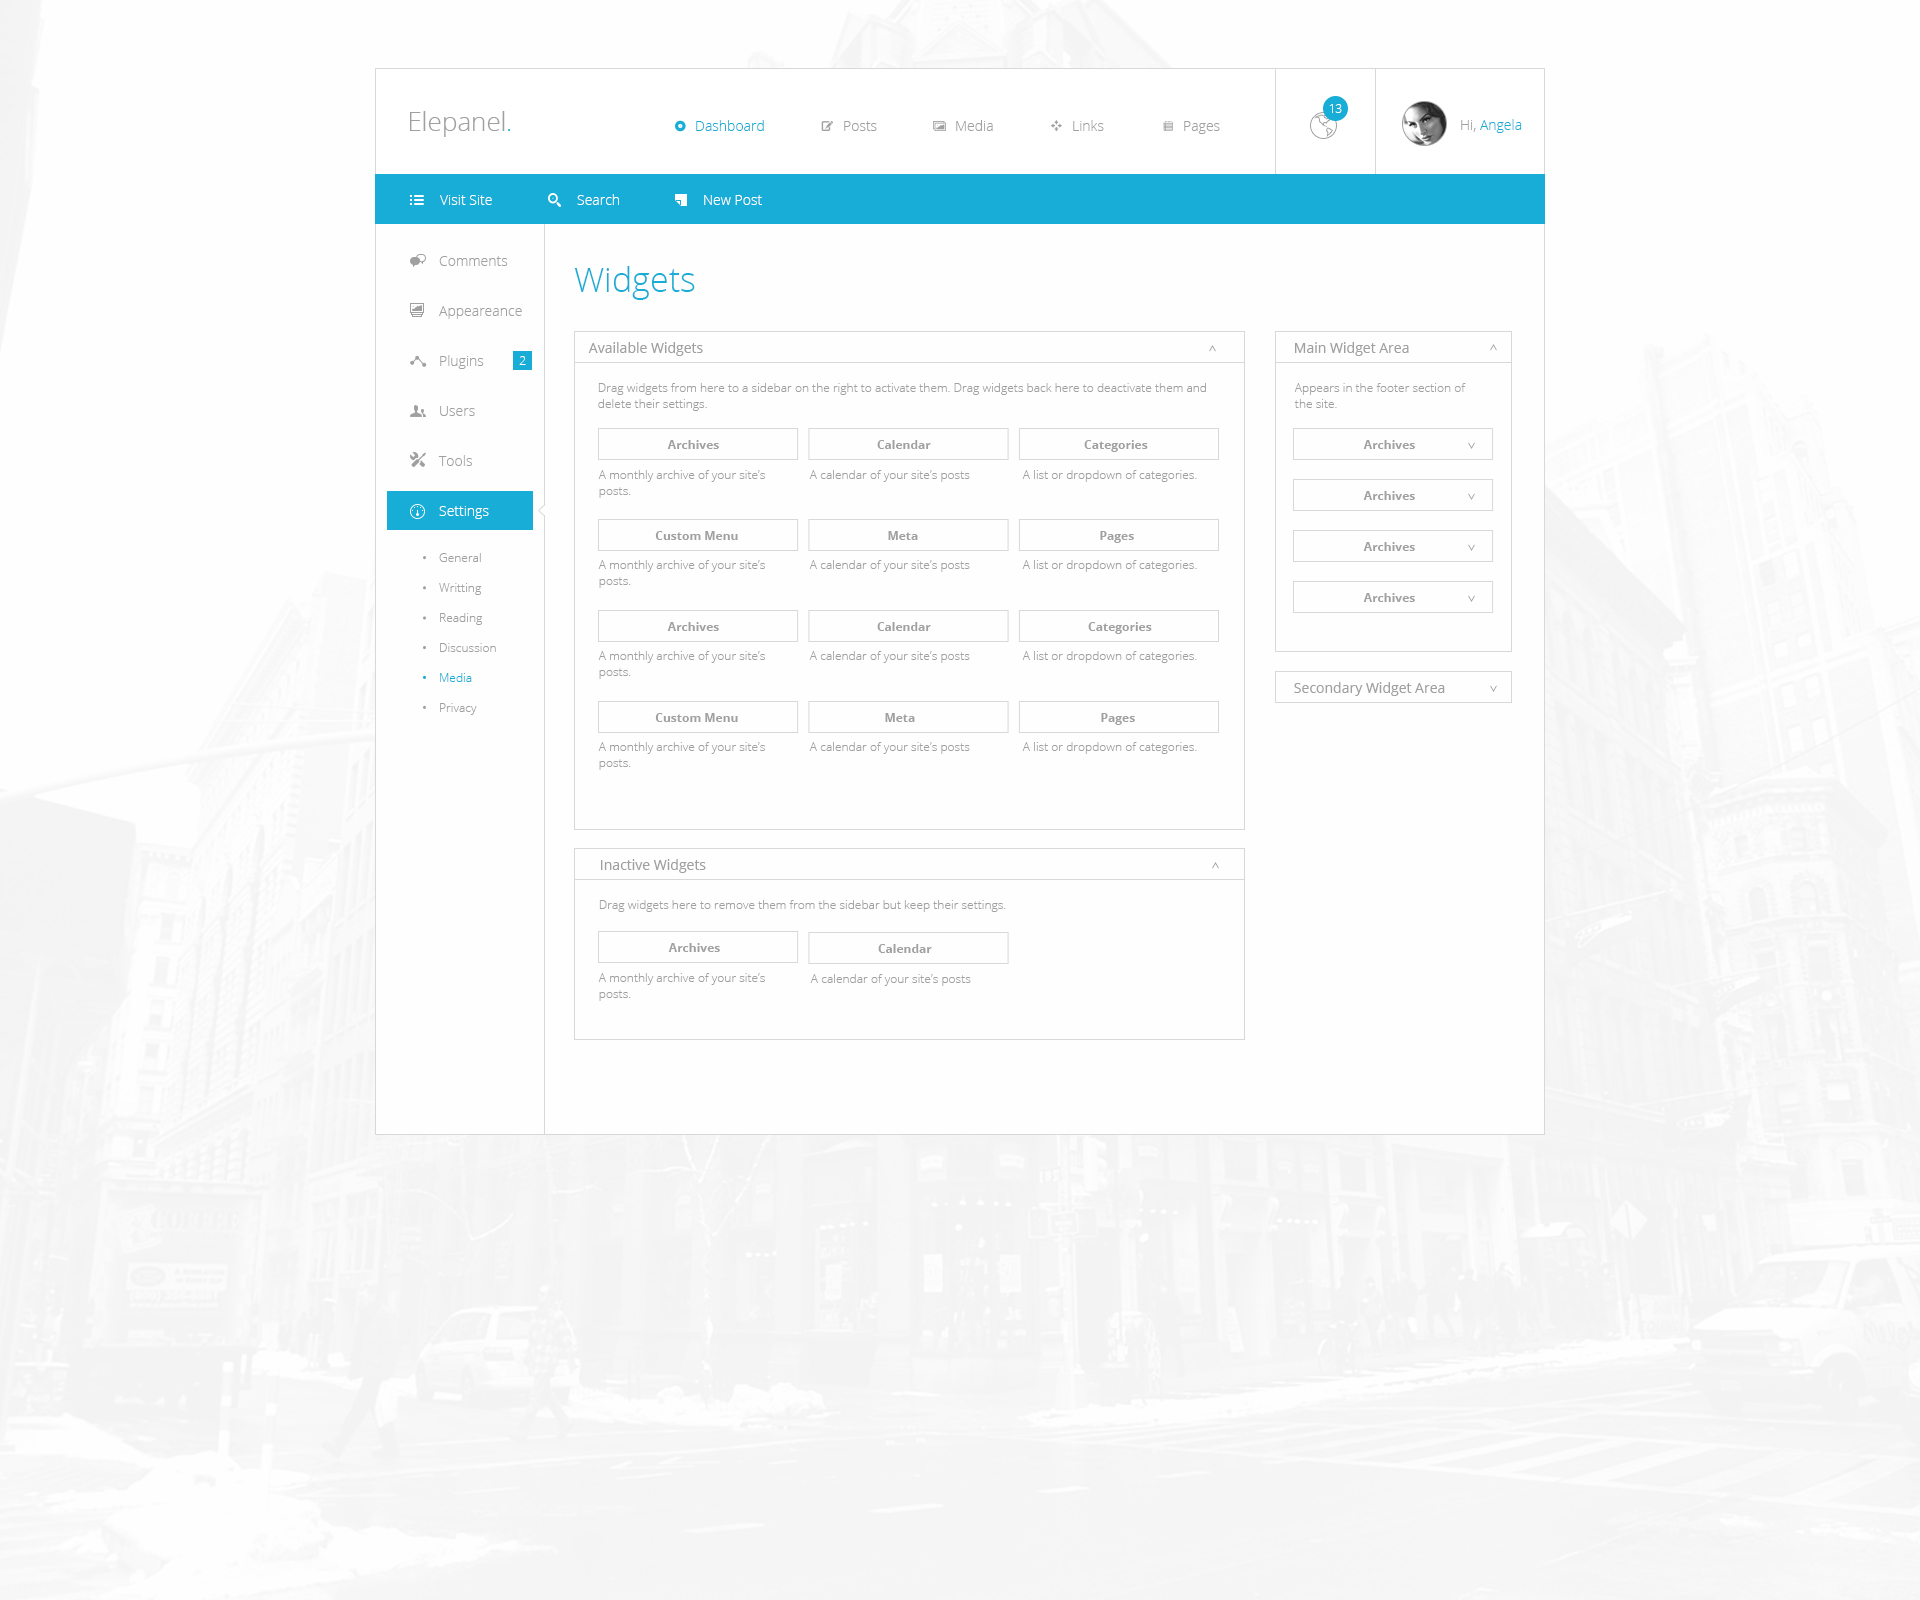 Elepanel.
Dashboard
Posts
Media
Links
Pages
13
Hi, Angela
Visit Site
Search
New Post
Comments
Appeareance
Plugins 2
Users
Tools
Settings
General
Writting
Reading
Discussion
Media
Privacy
Widgets
Available Widgets
Drag widgets from here to a sidebar on the right to activate them. Drag widgets back here to deactivate them and
delete their settings.
Archives
A monthly archive of your site's
posts.
Calendar
A calendar of your site's posts
Categories
A list or dropdown of categories.
Custom Menu
A monthly archive of your site's
posts.
Meta
A calendar of your site's posts
Pages
A list or dropdown of categories.
Archives
A monthly archive of your site's
posts.
Calendar
A calendar of your site's posts
Categories
A list or dropdown of categories.
Custom Menu
A monthly archive of your site's
posts.
Meta
A calendar of your site's posts
Pages
A list or dropdown of categories.
Inactive Widgets
Drag widgets here to remove them from the sidebar but keep their settings.
Archives
A monthly archive of your site's
posts.
Calendar
A calendar of your site's posts
Main Widget Area
Appears in the footer section of
the site.
Archives
Archives
Archives
Archives
Secondary Widget Area